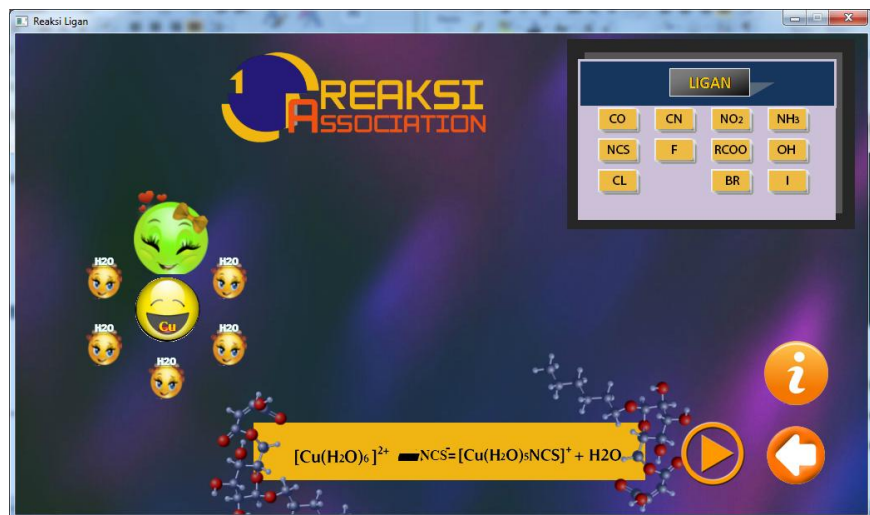 Reaksi Ligan
1 REAKSI
ASSOCIATION
LIGAN
CO CN NO2 NH3
NCS F RCOO OH
CL BR I
H2O H2O
Cu
H2O H2O
H2O
i
[Cu(H2O)6]2+ NCS-=[Cu(H2O)5NCS]+ + H2O